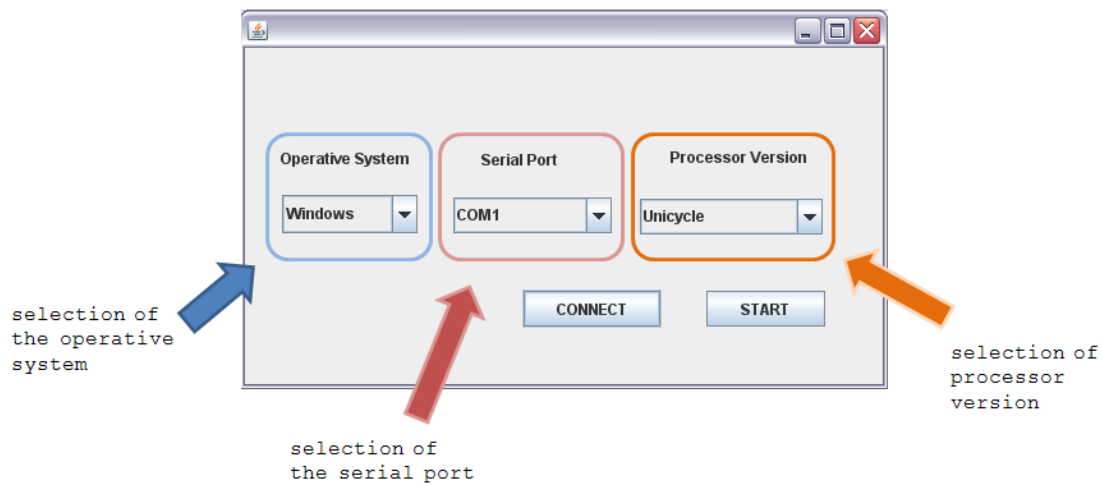 Operative System
Serial Port
Processor Version
Windows
COM1
Unicycle
CONNECT
START
selection of
the operative
system
selection of
the serial port
selection of
processor
version